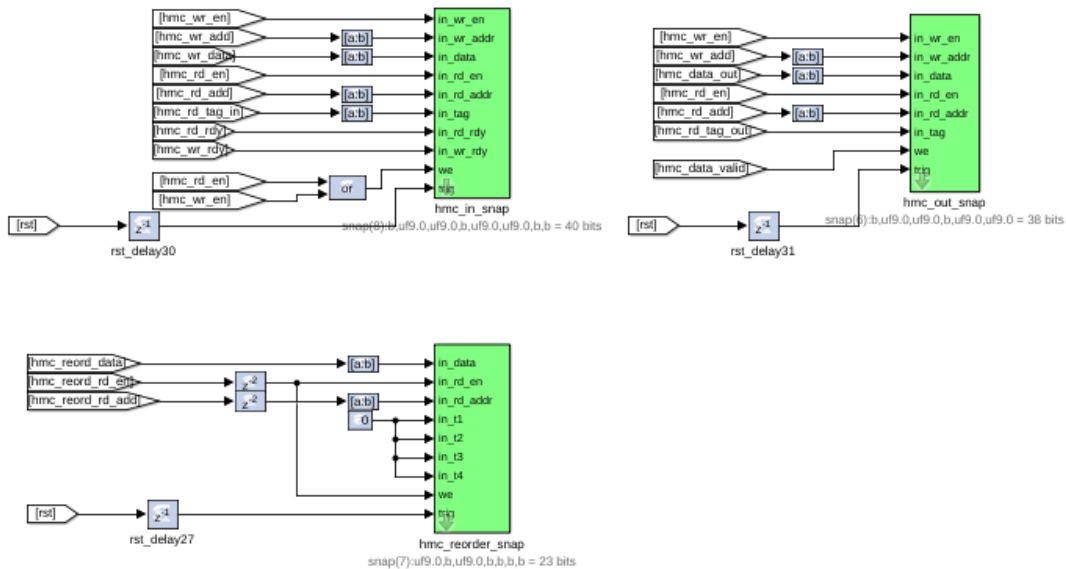 [hmc_wr_en]
[hmc_wr_add]
[hmc_wr_data]
[hmc_rd_en]
[hmc_rd_add]
[hmc_rd_tag_in]
[hmc_rd_rdy]
[hmc_wr_rdy]
[hmc_rd_en]
[hmc_wr_en]
[a:b]
[a:b]
[a:b]
[a:b]
or
in_wr_en
in_wr_addr
in_data
in_rd_en
in_rd_addr
in_tag
in_rd_rdy
in_wr_rdy
we
trig
hmc_in_snap
snap(8):b,uf9.0,uf9.0,b,uf9.0,uf9.0,b,b = 40 bits
[rst]
z-1
rst_delay30
[hmc_wr_en]
[hmc_wr_add]
[hmc_data_out]
[hmc_rd_en]
[hmc_rd_add]
[hmc_rd_tag_out]
[hmc_data_valid]
[a:b]
[a:b]
[a:b]
in_wr_en
in_wr_addr
in_data
in_rd_en
in_rd_addr
in_tag
we
trig
hmc_out_snap
snap(6):b,uf9.0,uf9.0,b,uf9.0,uf9.0 = 38 bits
[rst]
z-1
rst_delay31
[hmc_reord_data]
[hmc_reord_rd_en]
[hmc_reord_rd_add]
z-2
z-2
[a:b]
[a:b]
0
in_data
in_rd_en
in_rd_addr
in_t1
in_t2
in_t3
in_t4
we
trig
[rst]
z-1
rst_delay27
hmc_reorder_snap
snap(7):uf9.0,b,uf9.0,b,b,b,b = 23 bits